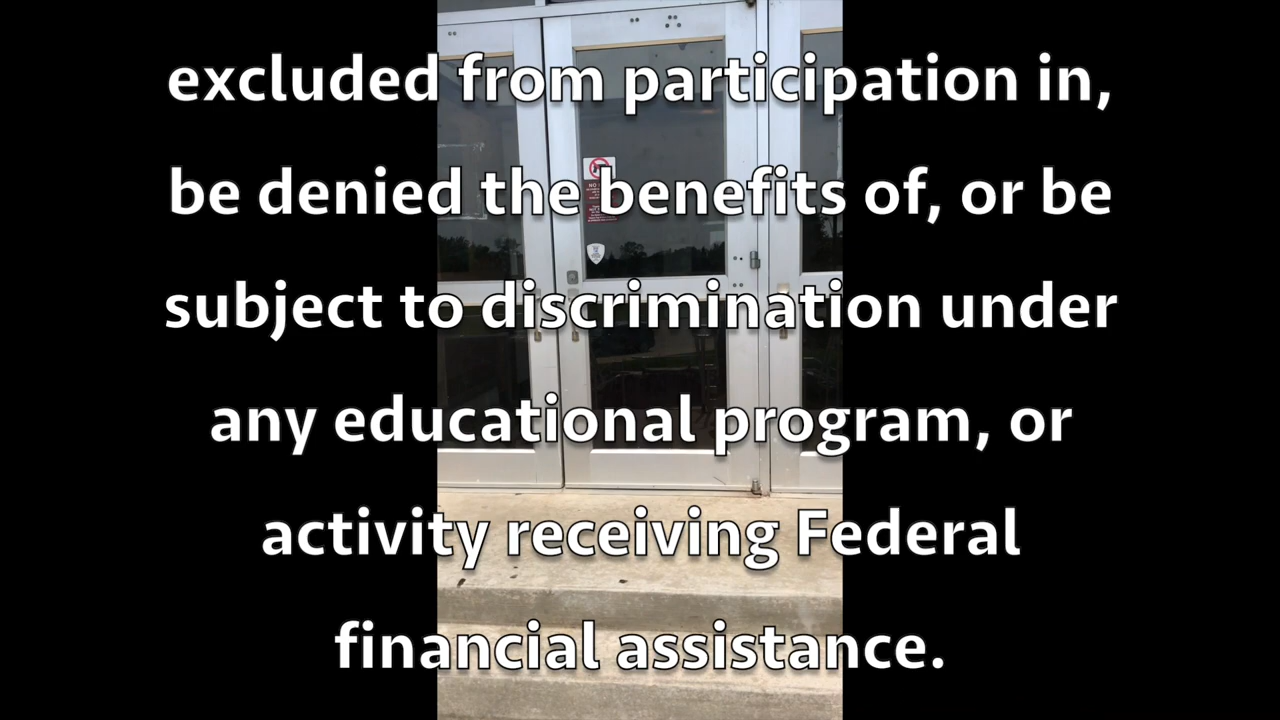 excluded from participation in,
be denied the benefits of, or be
subject to discrimination under
any educational program, or
activity receiving Federal
financial assistance.